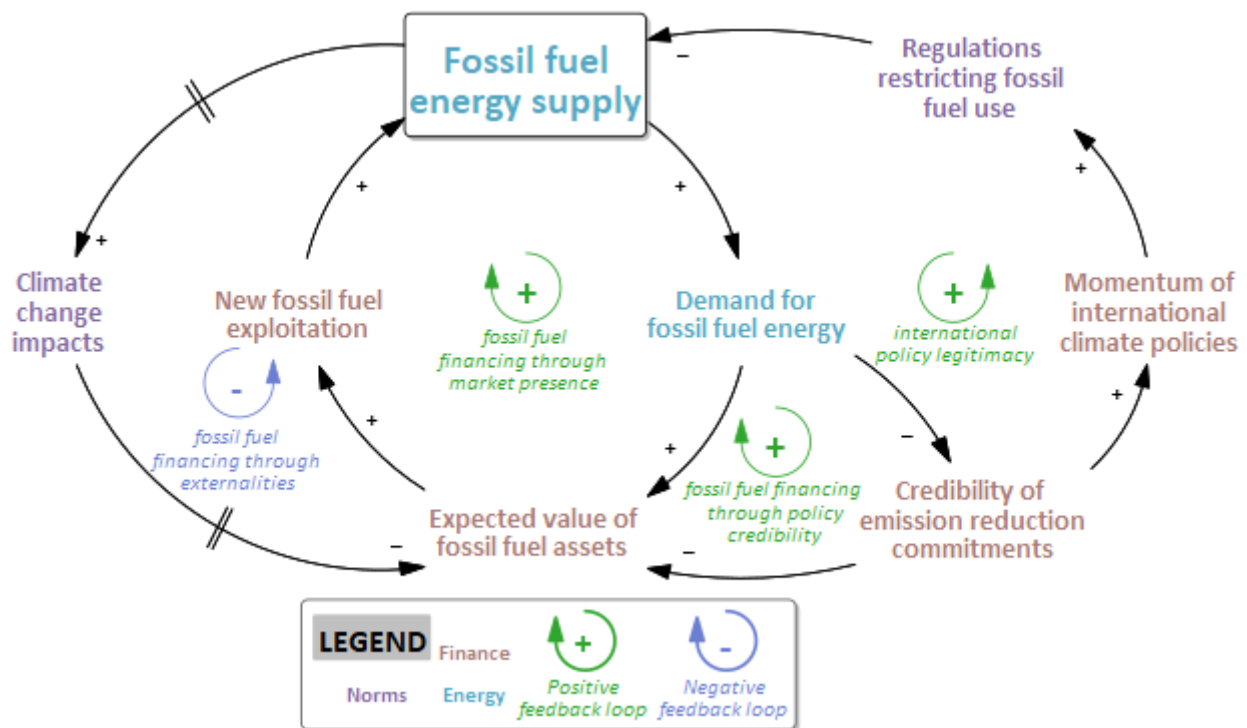 Fossil fuel
energy supply
Regulations
restricting fossil
fuel use
–
+
+
+
+
Climate
change
impacts
New fossil fuel
exploitation
+
fossil fuel
financing through
market presence
Demand for
fossil fuel energy
+
international
policy legitimacy
Momentum of
international
climate policies
-
fossil fuel
financing through
externalities
+
+
–
+
+
fossil fuel financing
through policy
credibility
Expected value of
fossil fuel assets
Credibility of
emission reduction
commitments
–
–
LEGEND
Finance
Norms
Energy
+
Positive
feedback loop
-
Negative
feedback loop